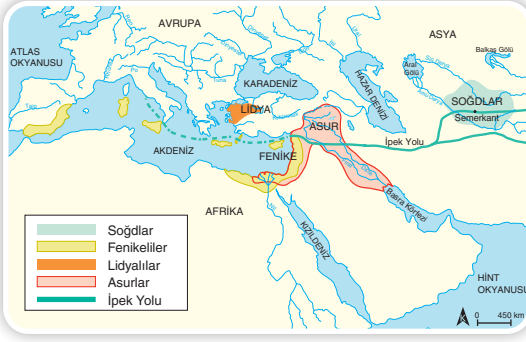 AVRUPA
ASYA
ATLAS
OKYANUSU
Balkaş Gölü
Aral
Gölü
KARADENİZ
HAZAR DENİZİ
SOĞDLAR
Semerkant
LİDYA
ASUR
İpek Yolu
AKDENİZ
FENİKE
Basra Körfezi
AFRİKA
KIZILDENİZ
HİNT
OKYANUSU
Soğdlar
Fenikeliler
Lidyalılar
Asurlar
İpek Yolu
0 450 km